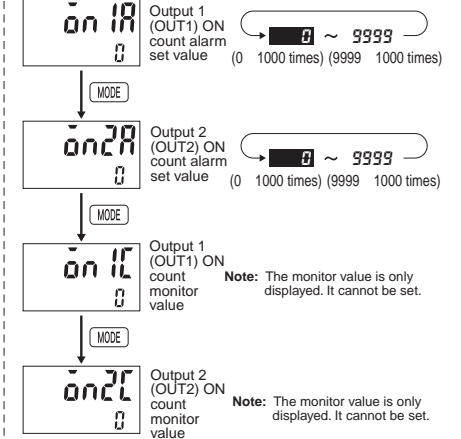 on1A
0
Output 1
(OUT1) ON
count alarm
set value
0 ~ 9999
(0 1000 times) (9999 1000 times)
MODE
on2A
0
Output 2
(OUT2) ON
count alarm
set value
0 ~ 9999
(0 1000 times) (9999 1000 times)
MODE
on1C
0
Output 1
(OUT1) ON
count
monitor
value
Note: The monitor value is only
displayed. It cannot be set.
MODE
on2C
0
Output 2
(OUT2) ON
count
monitor
value
Note: The monitor value is only
displayed. It cannot be set.